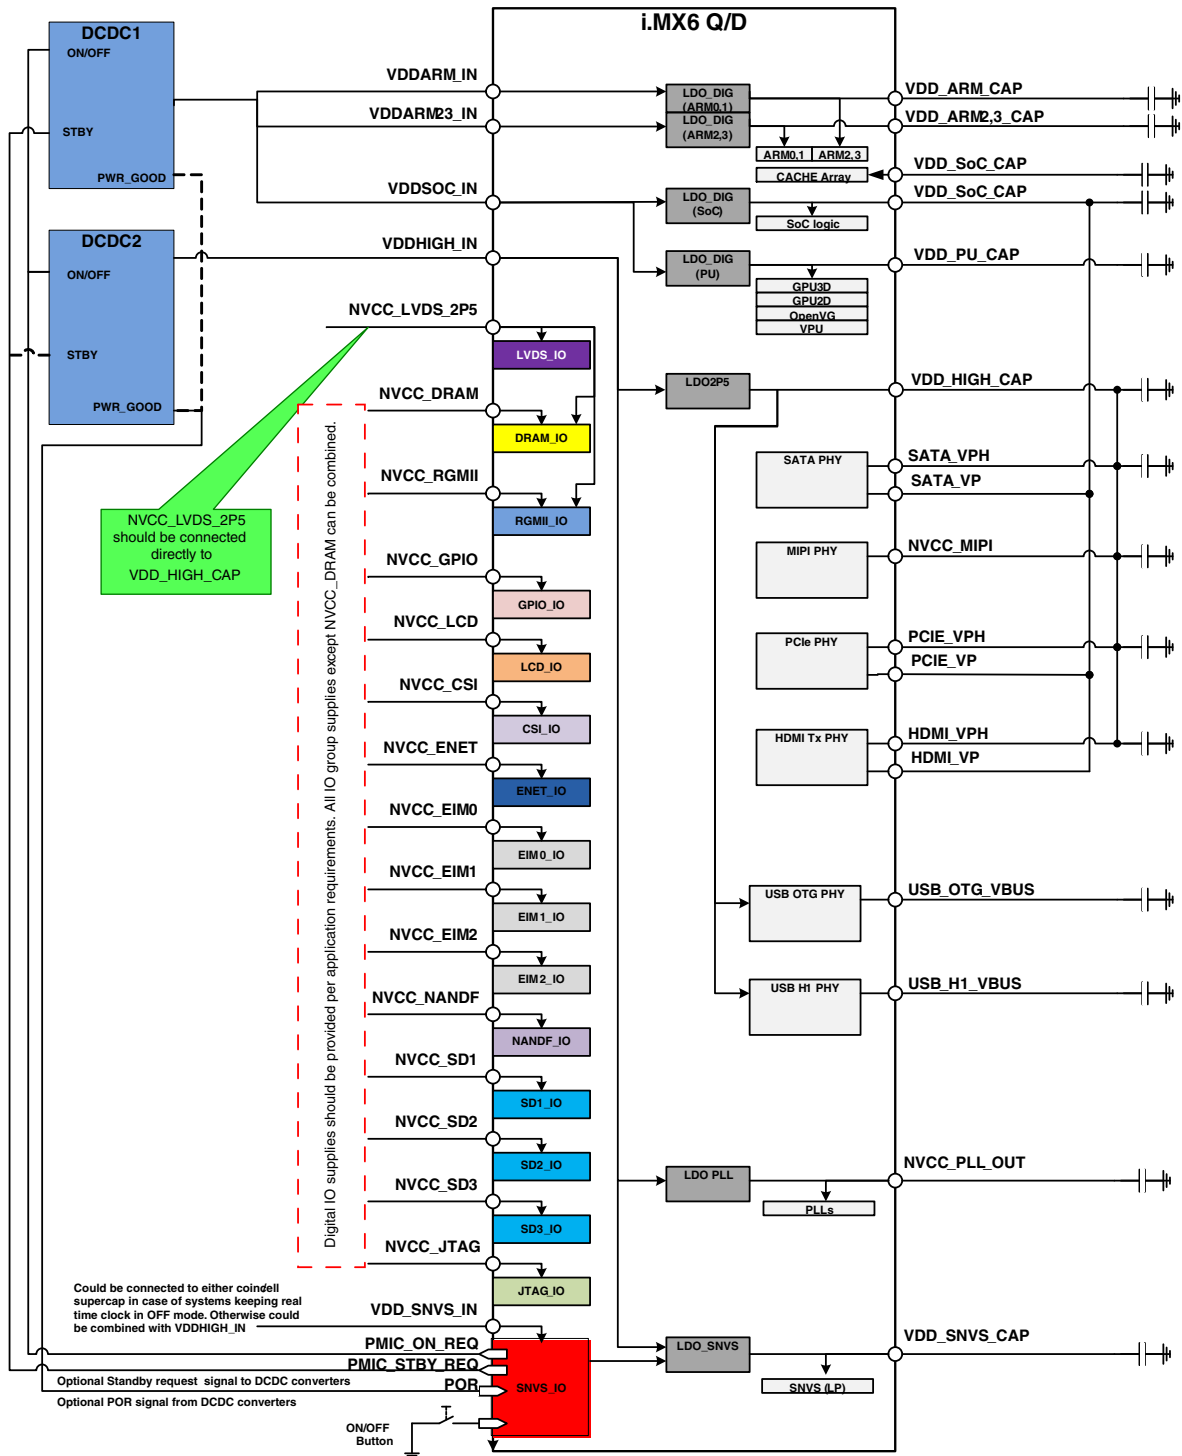 i.MX6 Q/D
DCDC1
ON/OFF
STBY
PWR_GOOD
DCDC2
ON/OFF
STBY
PWR_GOOD
VDDARM_IN
VDDARM23_IN
VDDSOC_IN
VDDHIGH_IN
NVCC_LVDS_2P5
NVCC_DRAM
NVCC_RGMII
NVCC_GPIO
NVCC_LCD
NVCC_CSI
NVCC_ENET
NVCC_EIM0
NVCC_EIM1
NVCC_EIM2
NVCC_NANDF
NVCC_SD1
NVCC_SD2
NVCC_SD3
NVCC_JTAG
VDD_SNVS_IN
PMIC_ON_REQ
PMIC_STBY_REQ
POR
NVCC_LVDS_2P5
should be connected
directly to
VDD_HIGH_CAP
Digital IO supplies should be provided per application requirements. All IO group supplies except NVCC_DRAM can be combined.
Could be connected to either coincell
supercap in case of systems keeping real
time clock in OFF mode. Otherwise could
be combined with VDDHIGH_IN
Optional Standby request signal to DCDC converters
Optional POR signal from DCDC converters
ON/OFF
Button
LVDS_IO
DRAM_IO
RGMII_IO
GPIO_IO
LCD_IO
CSI_IO
ENET_IO
EIM0_IO
EIM1_IO
EIM2_IO
NANDF_IO
SD1_IO
SD2_IO
SD3_IO
JTAG_IO
SNVS_IO
LDO_DIG
(ARM0,1)
LDO_DIG
(ARM2,3)
ARM0,1
ARM2,3
CACHE Array
LDO_DIG
(SoC)
SoC logic
LDO_DIG
(PU)
GPU3D
GPU2D
OpenVG
VPU
LDO2P5
SATA PHY
MIPI PHY
PCIe PHY
HDMI Tx PHY
USB OTG PHY
USB H1 PHY
LDO PLL
PLLs
LDO_SNVS
SNVS (LP)
VDD_ARM_CAP
VDD_ARM2,3_CAP
VDD_SoC_CAP
VDD_SoC_CAP
VDD_PU_CAP
VDD_HIGH_CAP
SATA_VPH
SATA_VP
NVCC_MIPI
PCIE_VPH
PCIE_VP
HDMI_VPH
HDMI_VP
USB_OTG_VBUS
USB_H1_VBUS
NVCC_PLL_OUT
VDD_SNVS_CAP